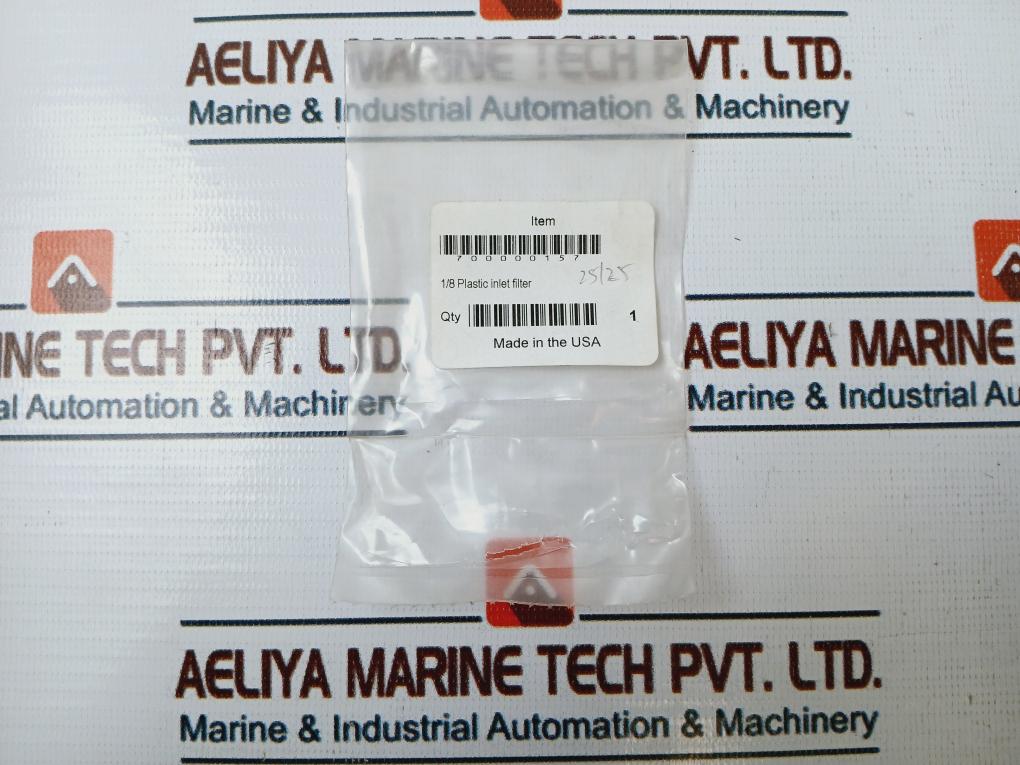 AELIYA MARINE TECH PVT. LTD.
Marine & Industrial Automation & Machinery
Item
700000157
1/8 Plastic inlet filter
25/25
Qty
1
Made in the USA
INE TECH PVT. LTD.
al Automation & Machinery
AELIYA MARINE
Marine & Industrial Au
AELIYA MARINE TECH PVT. LTD.
Marine & Industrial Automation & Machinery